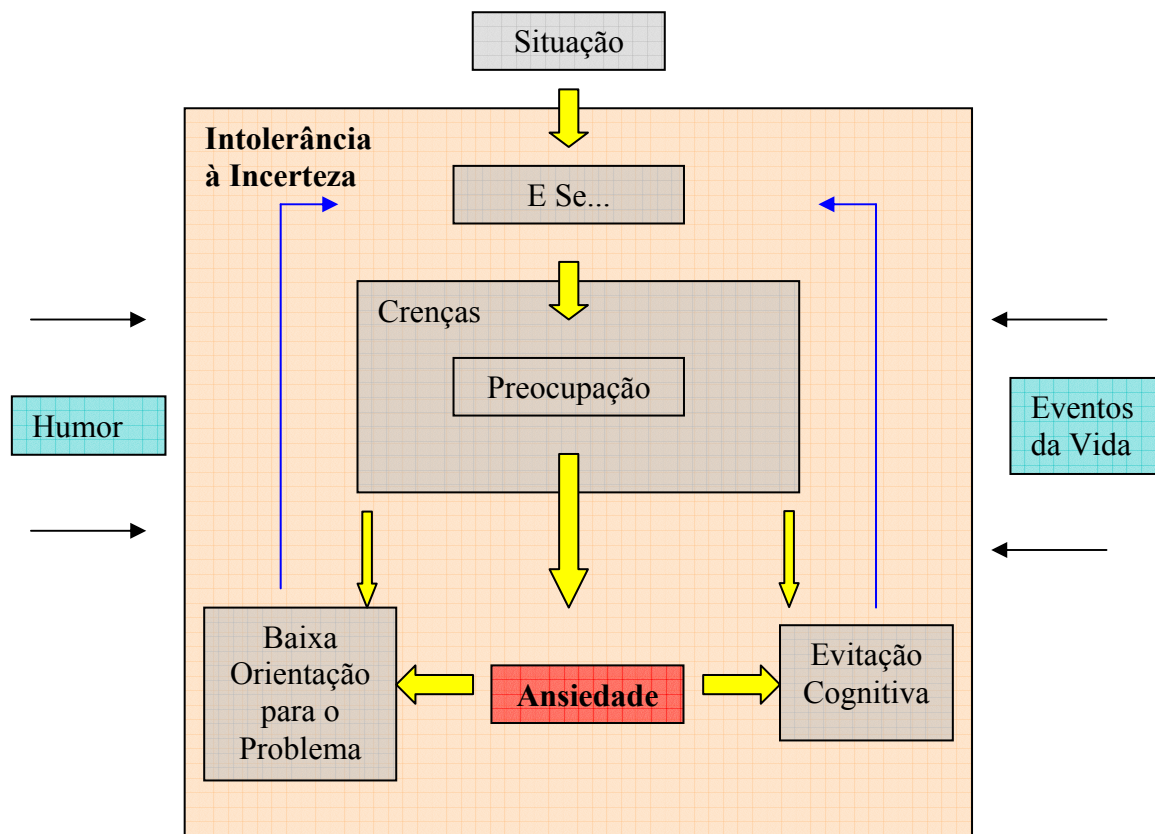 Situação
Intolerância
à Incerteza
E Se...
Crenças
Preocupação
Humor
Eventos
da Vida
Baixa
Orientação
para o
Problema
Ansiedade
Evitação
Cognitiva